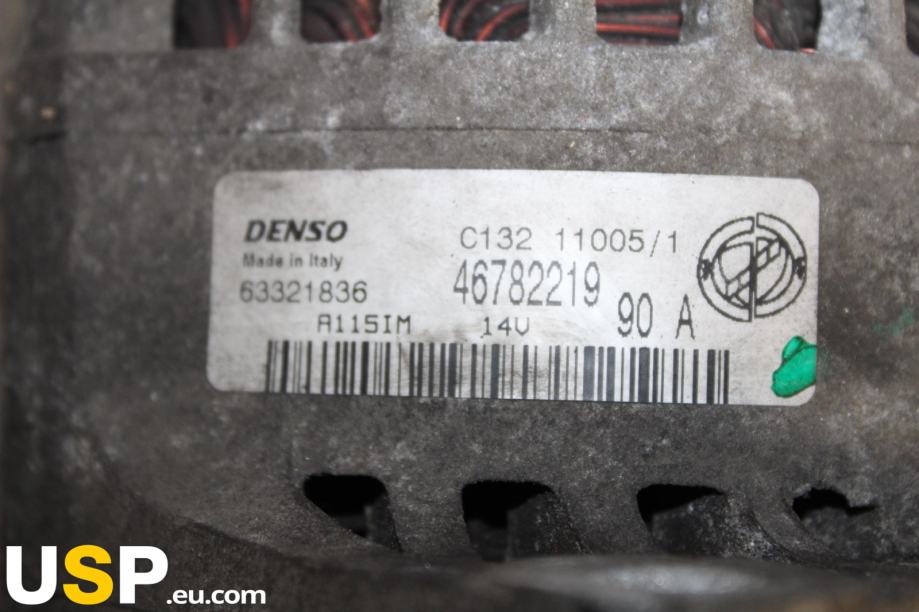 DENSO
Made in Italy
63321836
A115IM
C132 11005/1
46782219
14V
90 A
USP.eu.com